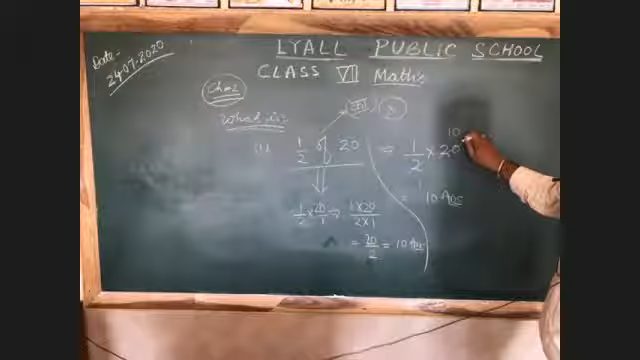 Date:-
24-07-2020
LYALL PUBLIC SCHOOL
CLASS VII Maths
Ch-2
What is:-
(i) 1/2 of 20
1/2 × 20/1 ⇒ 1×20/2×1
= 20/2 = 10 Ans
⇒ 1/2 × 20 10
= 10 Ans